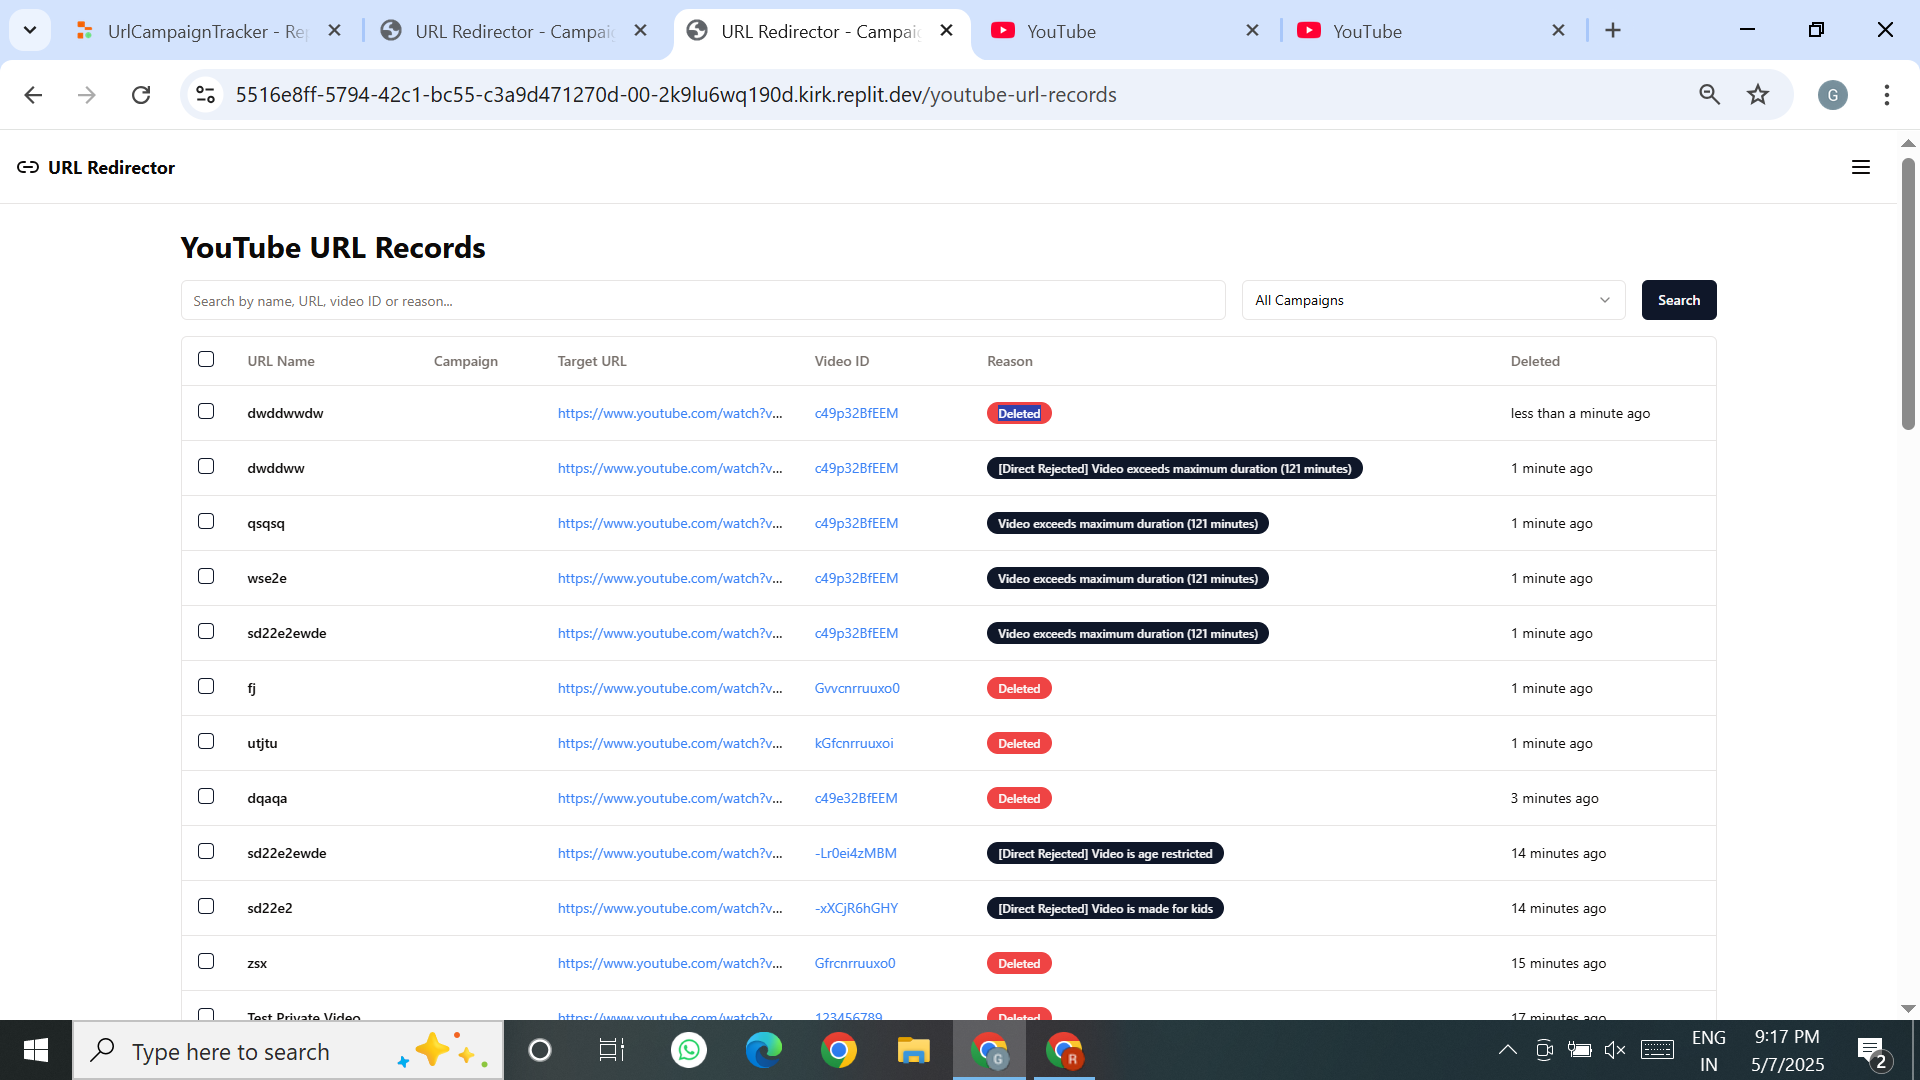 UrlCampaignTracker - Rep
URL Redirector - Campaig
URL Redirector - Campaig
YouTube
YouTube
5516e8ff-5794-42c1-bc55-c3a9d471270d-00-2k9lu6wq190d.kirk.replit.dev/youtube-url-records
G
URL Redirector
YouTube URL Records
Search by name, URL, video ID or reason...
All Campaigns
Search
URL Name Campaign Target URL Video ID Reason Deleted
dwddwwdw https://www.youtube.com/watch?v... c49p32BfEEM Deleted less than a minute ago
dwddww https://www.youtube.com/watch?v... c49p32BfEEM [Direct Rejected] Video exceeds maximum duration (121 minutes) 1 minute ago
qsqsq https://www.youtube.com/watch?v... c49p32BfEEM Video exceeds maximum duration (121 minutes) 1 minute ago
wse2e https://www.youtube.com/watch?v... c49p32BfEEM Video exceeds maximum duration (121 minutes) 1 minute ago
sd22e2ewde https://www.youtube.com/watch?v... c49p32BfEEM Video exceeds maximum duration (121 minutes) 1 minute ago
fj https://www.youtube.com/watch?v... Gvvcnrruuxo0 Deleted 1 minute ago
utjtu https://www.youtube.com/watch?v... kGfcnrruuxoi Deleted 1 minute ago
dqaqa https://www.youtube.com/watch?v... c49e32BfEEM Deleted 3 minutes ago
sd22e2ewde https://www.youtube.com/watch?v... -Lr0ei4zMBM [Direct Rejected] Video is age restricted 14 minutes ago
sd22e2 https://www.youtube.com/watch?v... -xXCjR6hGHY [Direct Rejected] Video is made for kids 14 minutes ago
zsx https://www.youtube.com/watch?v... Gfrcnrruuxo0 Deleted 15 minutes ago
Test Private Video https://www.youtube.com/watch?v... 123456789 Deleted 17 minutes ago
Type here to search
G
R
ENG
IN
9:17 PM
5/7/2025
2